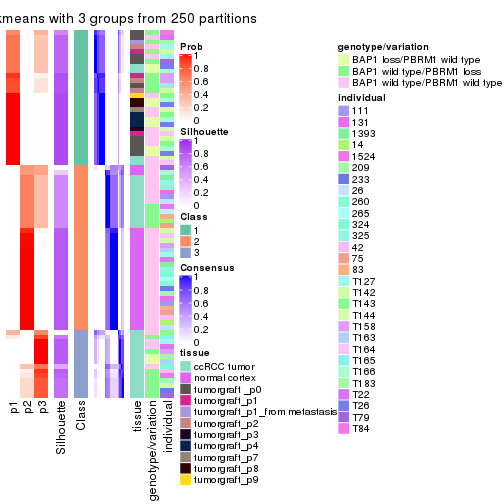 kmeans with 3 groups from 250 partitions
Prob
1
0.8
0.6
0.4
0.2
0
Silhouette
1
0.8
0.6
0.4
0.2
0
Class
1
2
3
Consensus
1
0.8
0.6
0.4
0.2
0
tissue
ccRCC tumor
normal cortex
tumorgraft_p0
tumorgraft_p1
tumorgraft_p1_from metastasis
tumorgraft_p2
tumorgraft_p3
tumorgraft_p4
tumorgraft_p7
tumorgraft_p8
tumorgraft_p9
genotype/variation
BAP1 loss/PBRM1 wild type
BAP1 wild type/PBRM1 loss
BAP1 wild type/PBRM1 wild type
individual
111
131
1393
14
1524
209
233
26
260
265
324
325
42
75
83
T127
T142
T143
T144
T158
T163
T164
T165
T166
T183
T22
T26
T79
T84
p1
p2
p3
Silhouette
Class
tissue
genotype/variation
individual